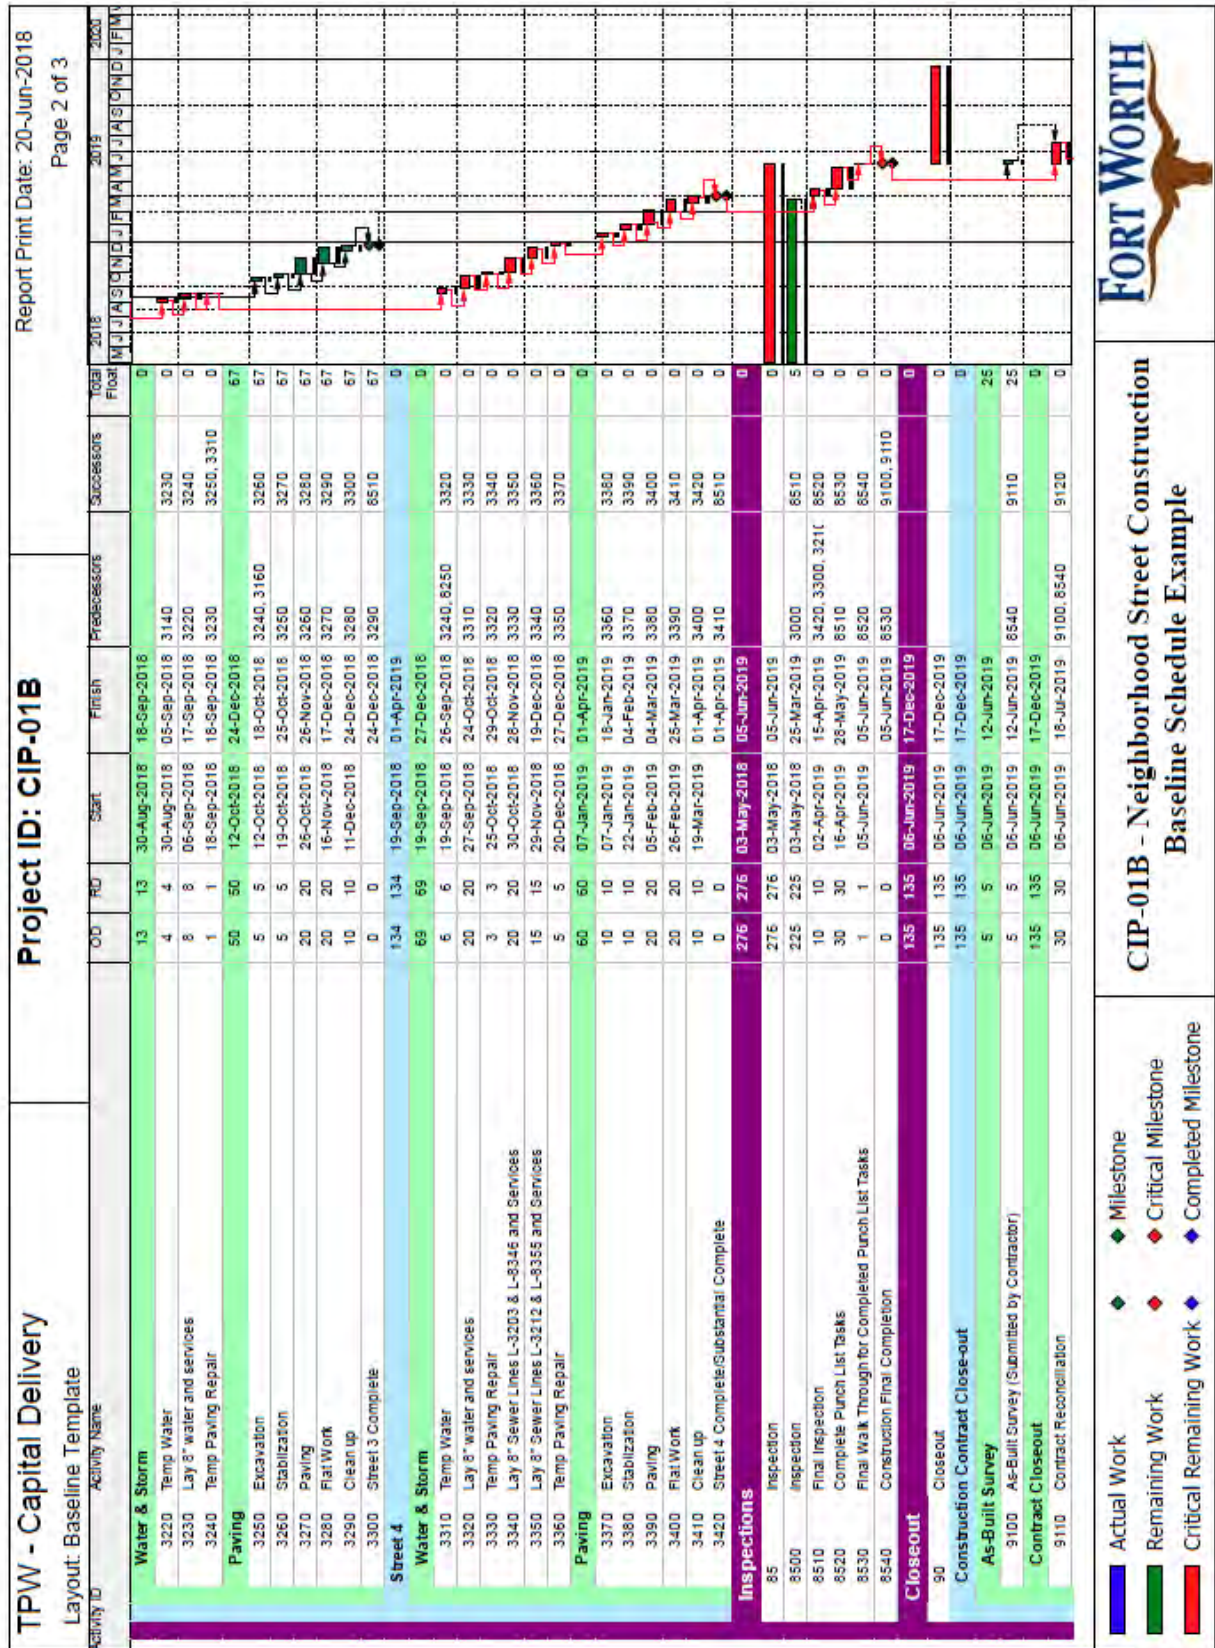 TPW - Capital Delivery
Project ID: CIP-01B
Report Print Date: 20-Jun-2018
Layout: Baseline Template
Page 2 of 3
Activity ID Activity Name OD RD Start Finish Predecessors Successors Total Float 2018 2019 2020
M J J A S O N D J F M A M J J A S O N D J F M
Water & Storm 13 13 30-Aug-2018 18-Sep-2018 0
3220 Temp Water 4 4 30-Aug-2018 05-Sep-2018 3140 3230 0
3230 Lay 8" water and services 8 8 06-Sep-2018 17-Sep-2018 3220 3240 0
3240 Temp Paving Repair 1 1 18-Sep-2018 18-Sep-2018 3230 3250, 3310 0
Paving 50 50 12-Oct-2018 24-Dec-2018 67
3250 Excavation 5 5 12-Oct-2018 18-Oct-2018 3240, 3160 3260 67
3260 Stabilization 5 5 19-Oct-2018 25-Oct-2018 3250 3270 67
3270 Paving 20 20 26-Oct-2018 26-Nov-2018 3260 3280 67
3280 Flat Work 20 20 16-Nov-2018 17-Dec-2018 3270 3290 67
3290 Clean up 10 10 11-Dec-2018 24-Dec-2018 3280 3300 67
3300 Street 3 Complete 0 0 24-Dec-2018 3290 8510 67
Street 4 134 134 19-Sep-2018 01-Apr-2019 0
Water & Storm 69 69 19-Sep-2018 27-Dec-2018 0
3310 Temp Water 6 6 19-Sep-2018 26-Sep-2018 3240, 8250 3320 0
3320 Lay 8" water and services 20 20 27-Sep-2018 24-Oct-2018 3310 3330 0
3330 Temp Paving Repair 3 3 25-Oct-2018 29-Oct-2018 3320 3340 0
3340 Lay 8" Sewer Lines L-3203 & L-8346 and Services 20 20 30-Oct-2018 28-Nov-2018 3330 3350 0
3350 Lay 8" Sewer Lines L-3212 & L-8355 and Services 15 15 29-Nov-2018 19-Dec-2018 3340 3360 0
3360 Temp Paving Repair 5 5 20-Dec-2018 27-Dec-2018 3350 3370 0
Paving 60 60 07-Jan-2019 01-Apr-2019 0
3370 Excavation 10 10 07-Jan-2019 18-Jan-2019 3360 3380 0
3380 Stabilization 10 10 22-Jan-2019 04-Feb-2019 3370 3390 0
3390 Paving 20 20 05-Feb-2019 04-Mar-2019 3380 3400 0
3400 Flat Work 20 20 26-Feb-2019 25-Mar-2019 3390 3410 0
3410 Clean up 10 10 19-Mar-2019 01-Apr-2019 3400 3420 0
3420 Street 4 Complete/Substantial Complete 0 0 01-Apr-2019 3410 8510 0
Inspections 276 276 03-May-2018 05-Jun-2019 0
85 Inspection 276 276 03-May-2018 05-Jun-2019 0
8500 Inspection 225 225 03-May-2018 25-Mar-2019 3000 8510 5
8510 Final Inspection 10 10 02-Apr-2019 15-Apr-2019 3420, 3300, 3210 8520 0
8520 Complete Punch List Tasks 30 30 16-Apr-2019 28-May-2019 8510 8530 0
8530 Final Walk Through for Completed Punch List Tasks 1 1 05-Jun-2019 05-Jun-2019 8520 8540 0
8540 Construction Final Completion 0 0 05-Jun-2019 8530 9100, 9110 0
Closeout 135 135 06-Jun-2019 17-Dec-2019 0
90 Closeout 135 135 06-Jun-2019 17-Dec-2019 0
Construction Contract Close-out 135 135 06-Jun-2019 17-Dec-2019 0
As-Built Survey 5 5 06-Jun-2019 12-Jun-2019 25
9100 As-Built Survey (Submitted by Contractor) 5 5 06-Jun-2019 12-Jun-2019 8540 9110 25
Contract Closeout 135 135 06-Jun-2019 17-Dec-2019 0
9110 Contract Reconciliation 30 30 06-Jun-2019 18-Jul-2019 9100, 8540 9120 0
Actual Work Milestone
Remaining Work Critical Milestone
Critical Remaining Work Completed Milestone
CIP-01B - Neighborhood Street Construction
Baseline Schedule Example
FORT WORTH